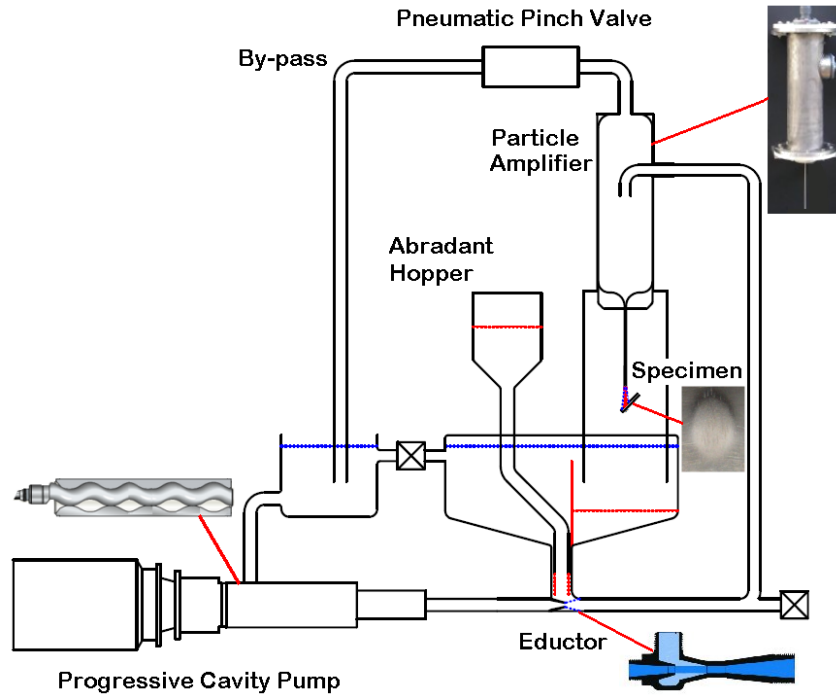 Pneumatic Pinch Valve
By-pass
Particle
Amplifier
Abradant
Hopper
Specimen
Eductor
Progressive Cavity Pump